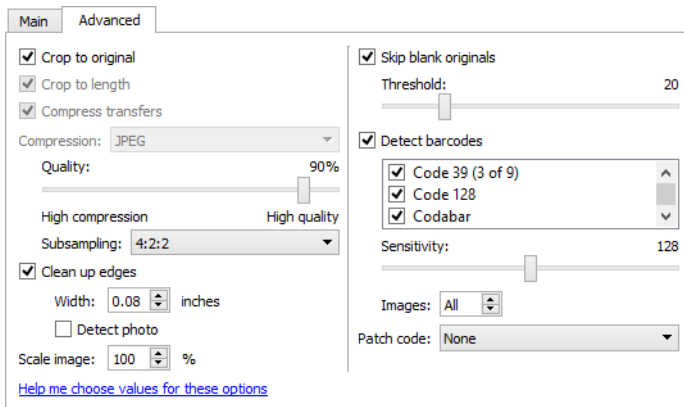 Main
Advanced
Crop to original
Crop to length
Compress transfers
Compression: JPEG
Quality: 90%
High compression High quality
Subsampling: 4:2:2
Clean up edges
Width: 0.08 inches
Detect photo
Scale image: 100 %
Help me choose values for these options
Skip blank originals
Threshold: 20
Detect barcodes
Code 39 (3 of 9)
Code 128
Codabar
Sensitivity: 128
Images: All
Patch code: None